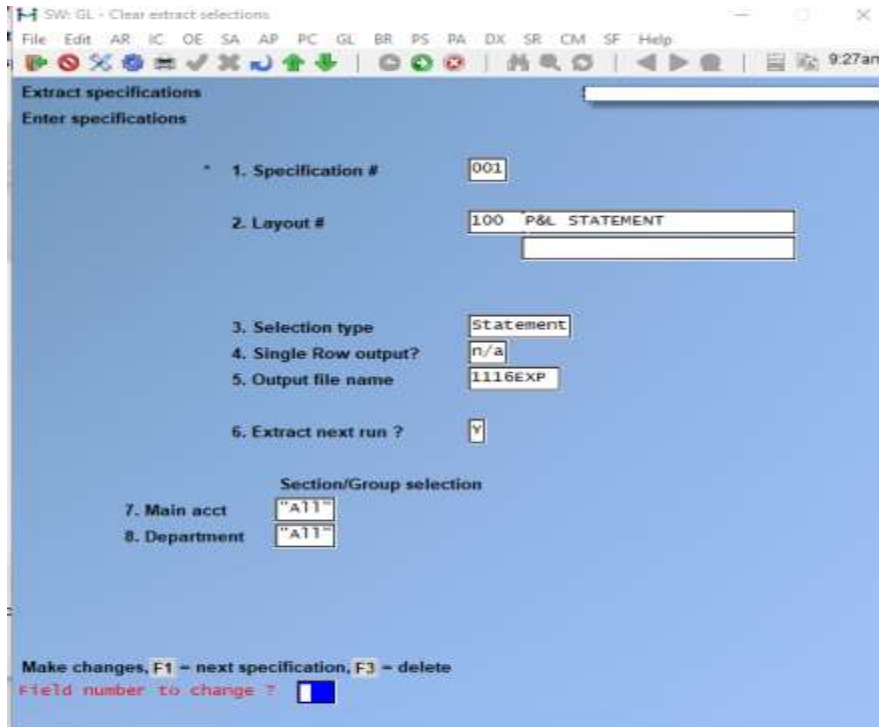 SW: GL - Clear extract selections
File Edit AR IC OE SA AP PC GL BR PS PA DX SR CM SF Help
9:27am
Extract specifications
Enter specifications
* 1. Specification # 001
2. Layout # 100 P&L STATEMENT
3. Selection type Statement
4. Single Row output? n/a
5. Output file name 1116EXP
6. Extract next run ? Y
Section/Group selection
7. Main acct "All"
8. Department "All"
Make changes, F1 = next specification, F3 = delete
Field number to change ?